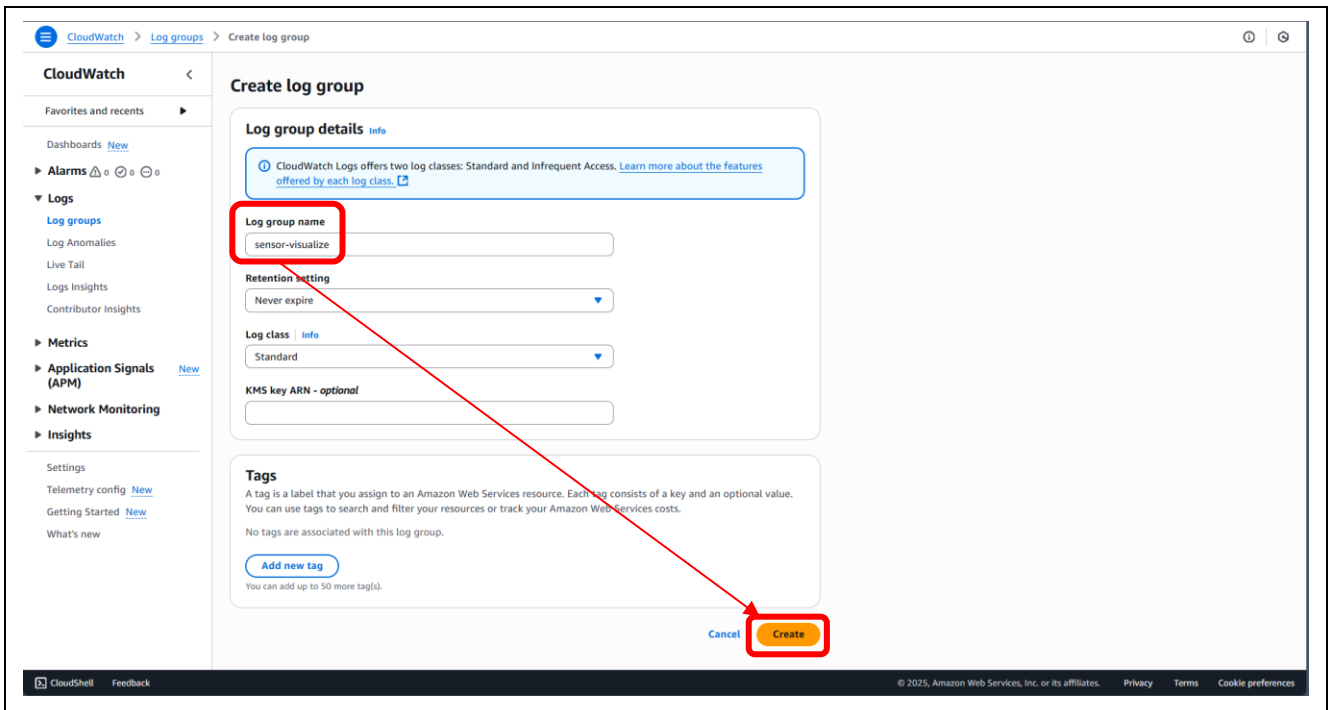 CloudWatch > Log groups > Create log group
CloudWatch
Favorites and recents
Dashboards New
Alarms 0 0 0
Logs
Log groups
Log Anomalies
Live Tail
Logs Insights
Contributor Insights
Metrics
Application Signals New
(APM)
Network Monitoring
Insights
Settings
Telemetry config New
Getting Started New
What's new
Create log group
Log group details Info
CloudWatch Logs offers two log classes: Standard and Infrequent Access. Learn more about the features
offered by each log class.
Log group name
sensor-visualize
Retention setting
Never expire
Log class | Info
Standard
KMS key ARN - optional
Tags
A tag is a label that you assign to an Amazon Web Services resource. Each tag consists of a key and an optional value.
You can use tags to search and filter your resources or track your Amazon Web Services costs.
No tags are associated with this log group.
Add new tag
You can add up to 50 more tag(s).
Cancel Create
CloudShell Feedback © 2025, Amazon Web Services, Inc. or its affiliates. Privacy Terms Cookie preferences